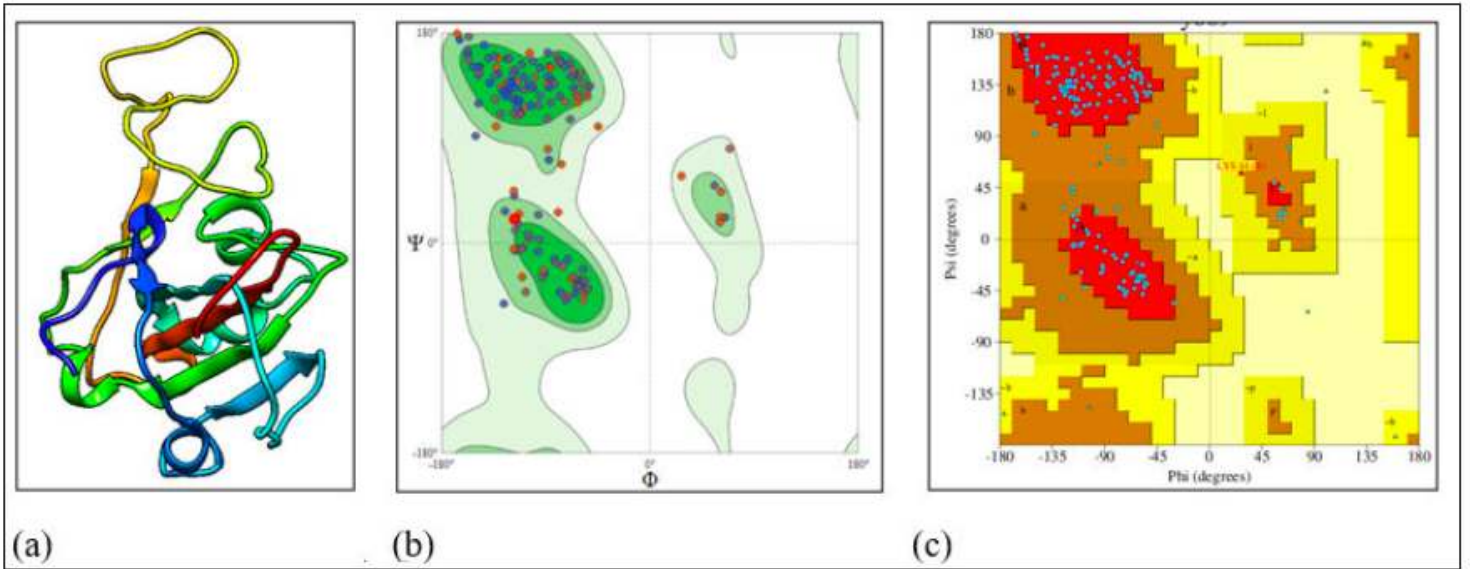 180°
Ψ 0°
-180°
-180° 0° 180°
Φ
180
135
90
45
0
-45
-90
-135
-180 -135 -90 -45 0 45 90 135 180
Psi (degrees)
Phi (degrees)
b
a
l
~l
~a
~b
~p
p
~b
b
(a) (b) (c)